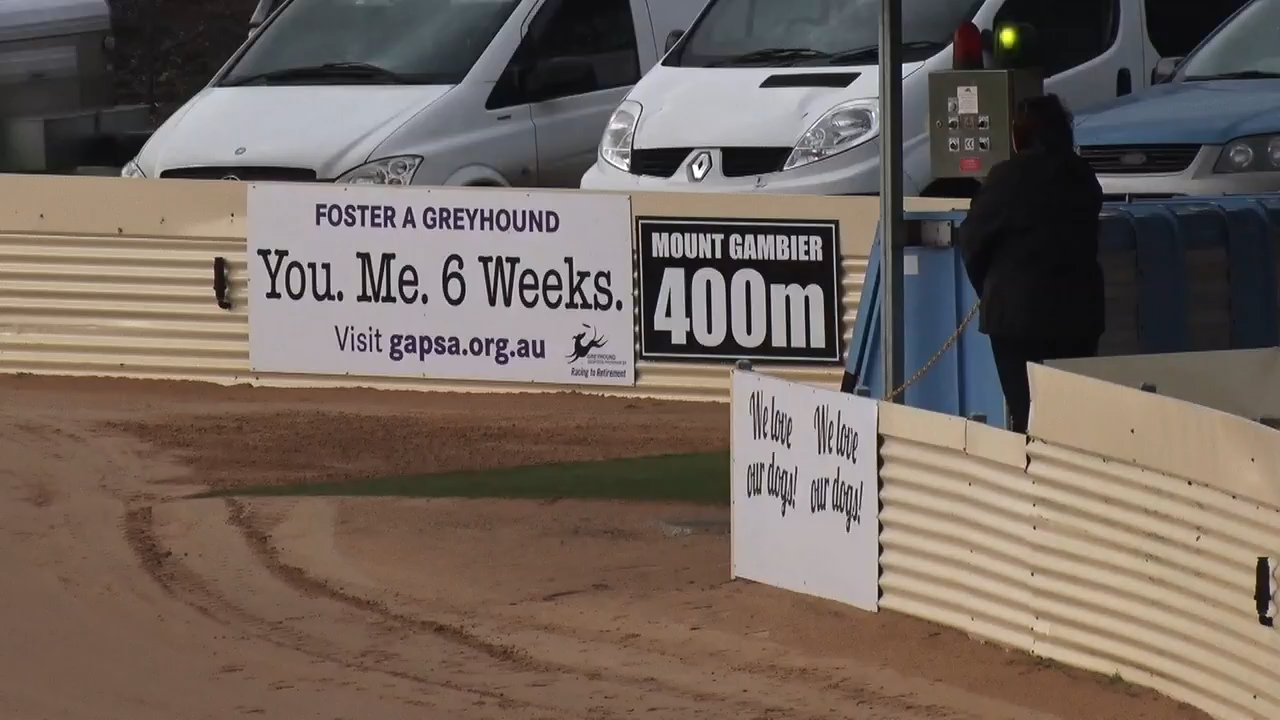 FOSTER A GREYHOUND
You. Me. 6 Weeks.
Visit gapsa.org.au
GREYHOUND
Racing to Retirement
MOUNT GAMBIER
400m
We love
our dogs!
We love
our dogs!